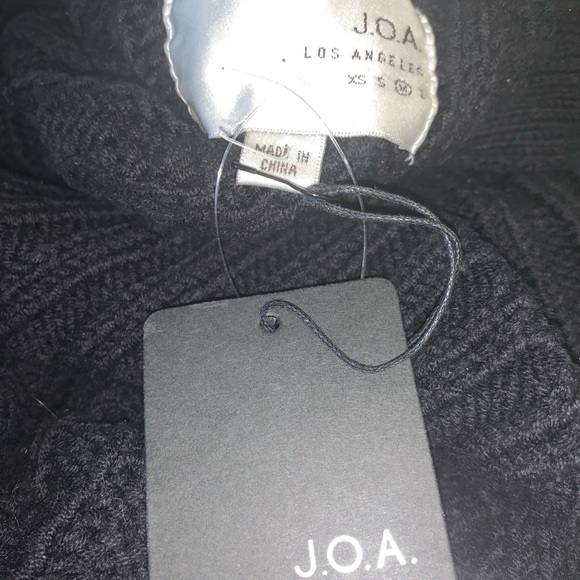 J.O.A.
LOS ANGELES
XS S M L
MADE IN
CHINA
J.O.A.